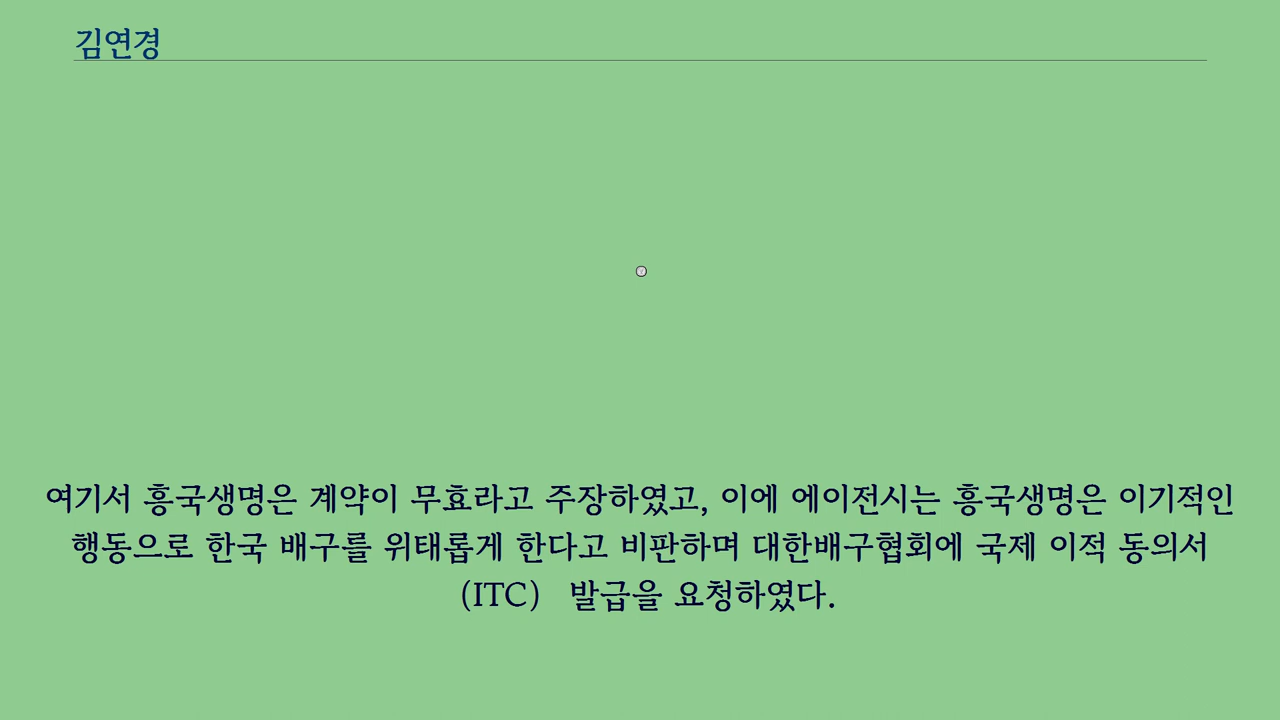 김연경
여기서 흥국생명은 계약이 무효라고 주장하였고, 이에 에이전시는 흥국생명은 이기적인
행동으로 한국 배구를 위태롭게 한다고 비판하며 대한배구협회에 국제 이적 동의서
(ITC) 발급을 요청하였다.